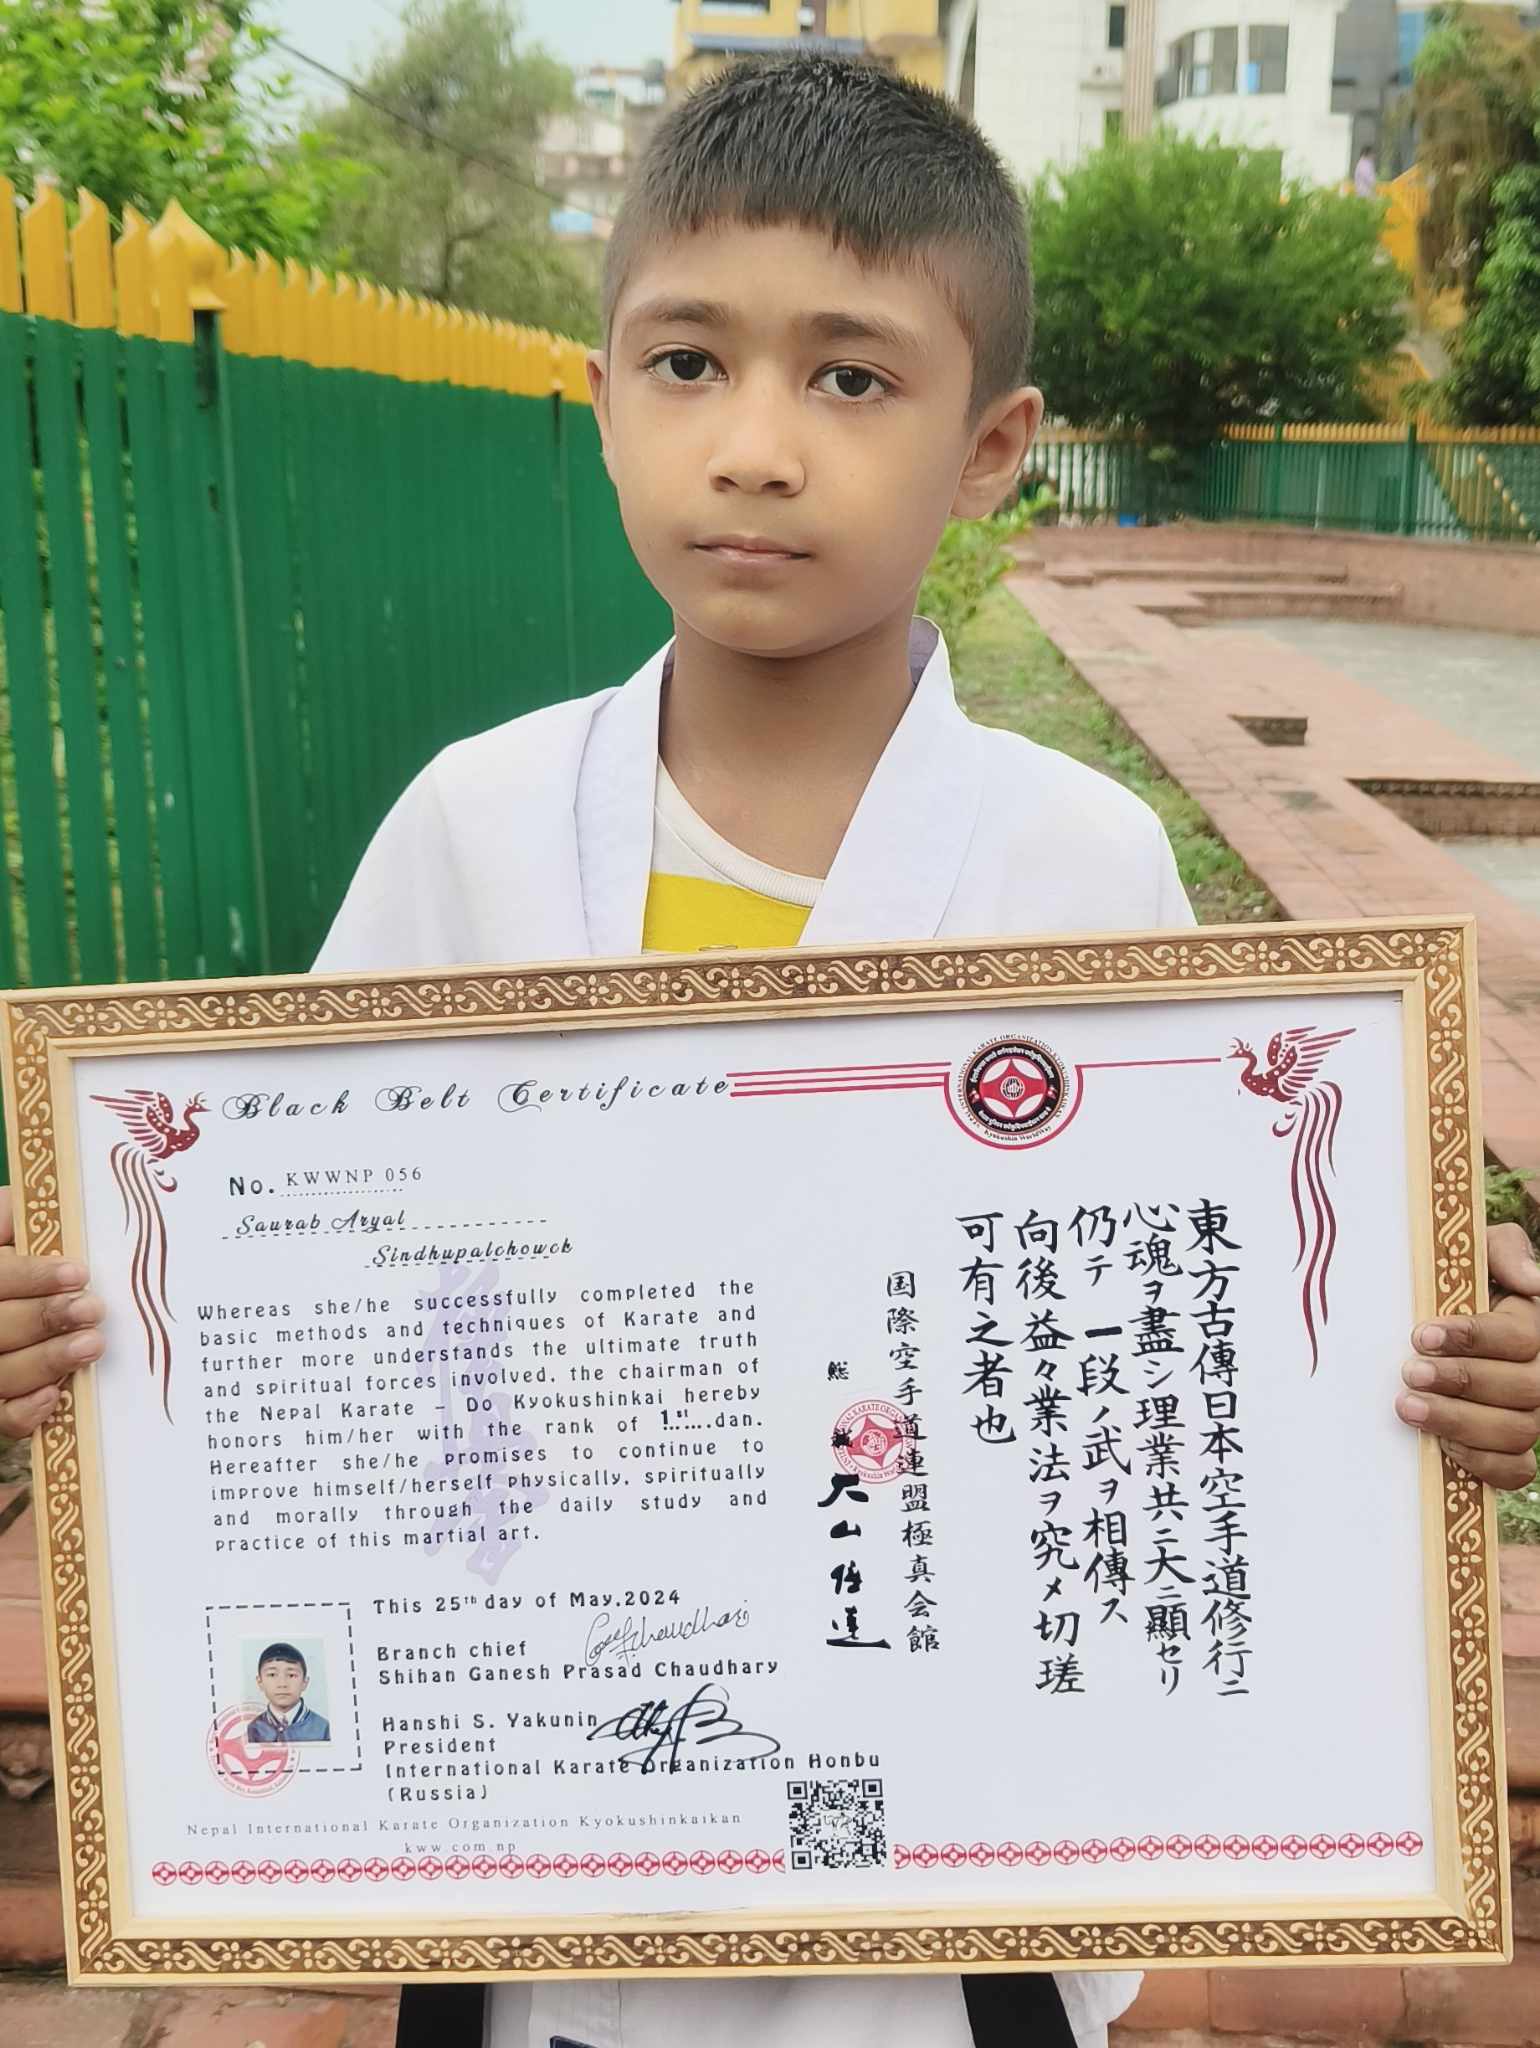 Black Belt Certificate
INTERNATIONAL KARATE ORGANIZATION KYOKUSHINKAI
Kyokushin WorldWay
No. KWWNP 056
Saurab Aryal
Sindhupalchowck
Whereas she/he successfully completed the
basic methods and techniques of Karate and
further more understands the ultimate truth
and spiritual forces involved, the chairman of
the Nepal Karate – Do Kyokushinkai hereby
honors him/her with the rank of 1st dan.
Hereafter she/he promises to continue to
improve himself/herself physically, spiritually
and morally through the daily study and
practice of this martial art.
This 25th day of May,2024
Branch chief
Shihan Ganesh Prasad Chaudhary
Hanshi S. Yakunin
President
International Karate Organization Honbu
(Russia)
Nepal International Karate Organization Kyokushinkaikan
kww.com.np
東方古傳日本空手道修行ニ
心魂ヲ盡シ理業共ニ大ニ顯セリ
仍テ一段ノ武ヲ相傳ス
向後益々業法ヲ究メ切瑳
可有之者也
国際空手道連盟極真会館
大山倍達